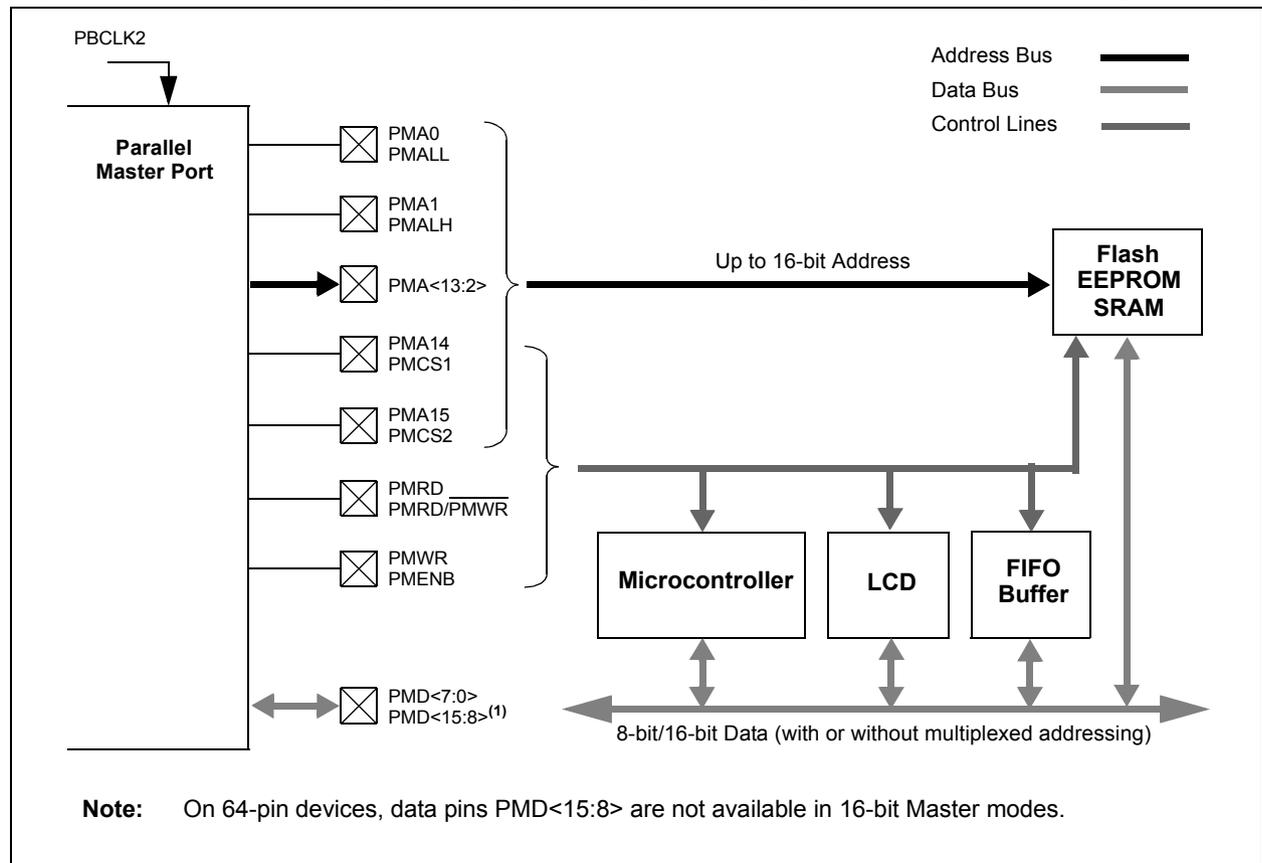 PBCLK2
Address Bus
Data Bus
Control Lines
Parallel
Master Port
PMA0
PMALL
PMA1
PMALH
PMA<13:2>
PMA14
PMCS1
PMA15
PMCS2
PMRD
PMRD/P̅M̅W̅R̅
PMWR
PMENB
PMD<7:0>
PMD<15:8>(1)
Up to 16-bit Address
Flash
EEPROM
SRAM
Microcontroller
LCD
FIFO
Buffer
8-bit/16-bit Data (with or without multiplexed addressing)
Note: On 64-pin devices, data pins PMD<15:8> are not available in 16-bit Master modes.